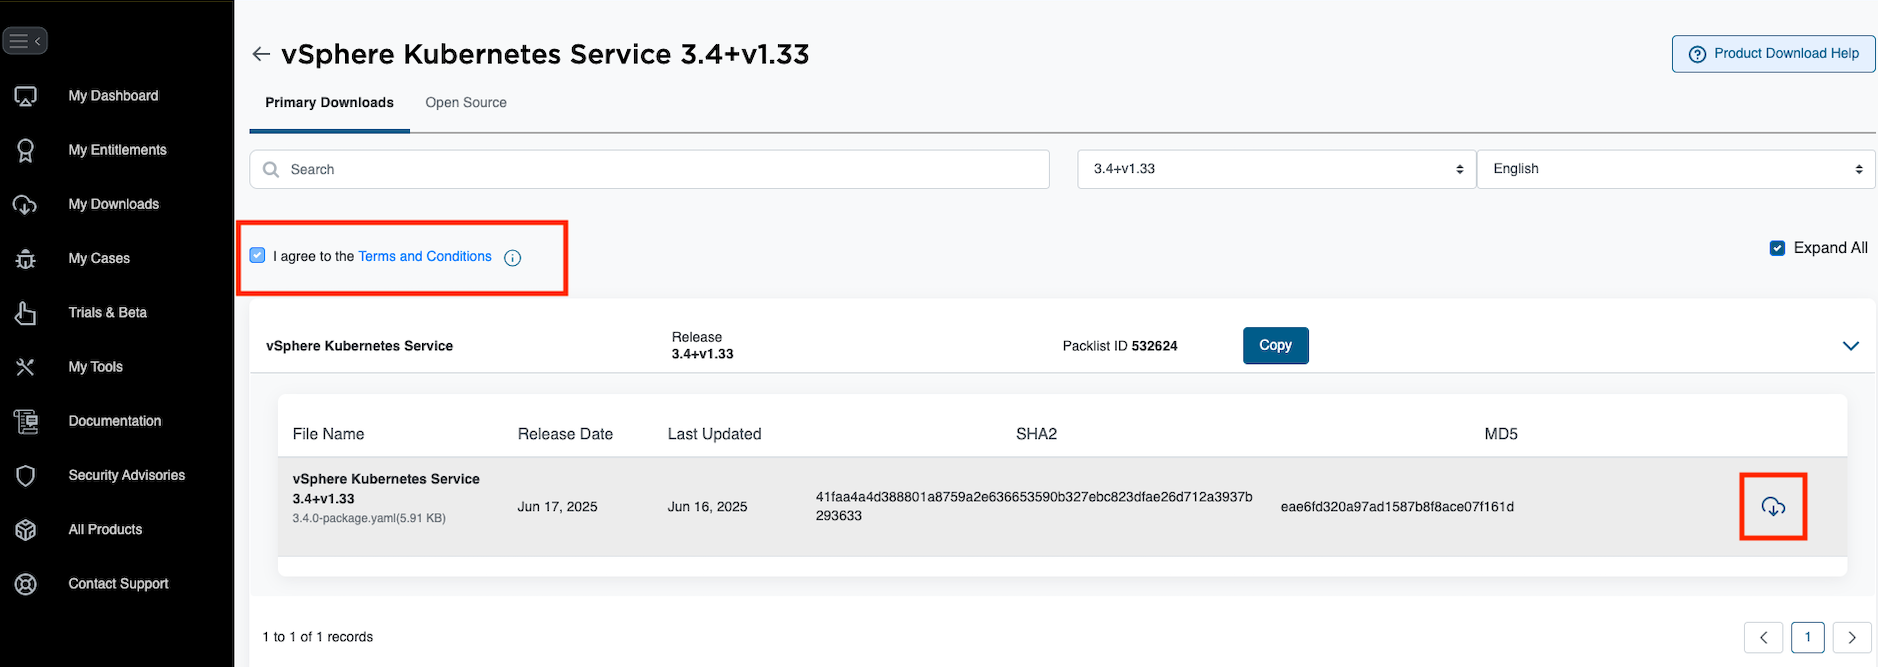 vSphere Kubernetes Service 3.4+v1.33
Product Download Help
My Dashboard
My Entitlements
My Downloads
My Cases
Trials & Beta
My Tools
Documentation
Security Advisories
All Products
Contact Support
Primary Downloads
Open Source
Search
3.4+v1.33
English
I agree to the Terms and Conditions
Expand All
vSphere Kubernetes Service
Release
3.4+v1.33
Packlist ID 532624
Copy
File Name
Release Date
Last Updated
SHA2
MD5
vSphere Kubernetes Service
3.4+v1.33
3.4.0-package.yaml(5.91 KB)
Jun 17, 2025
Jun 16, 2025
41faa4a4d388801a8759a2e636653590b327ebc823dfae26d712a3937b
293633
eae6fd320a97ad1587b8f8ace07f161d
1 to 1 of 1 records
1